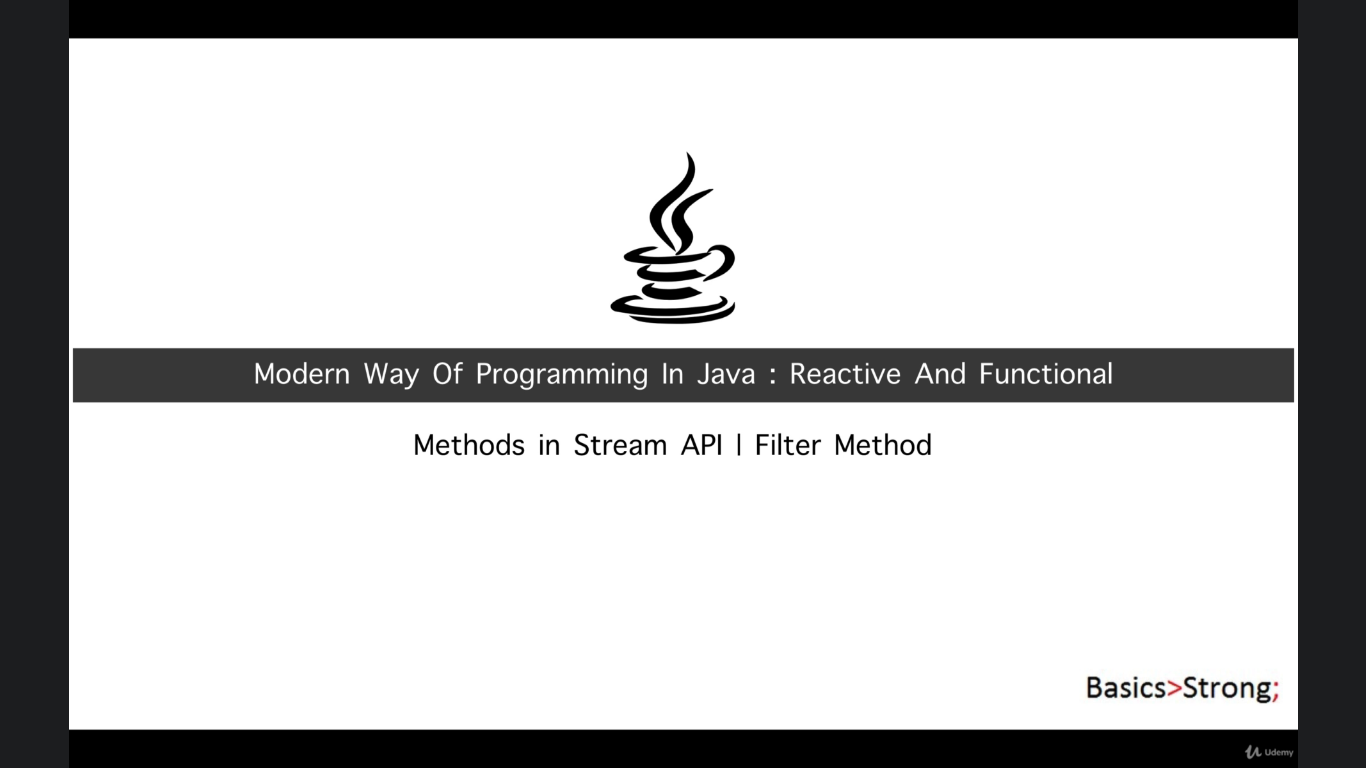 Modern Way Of Programming In Java : Reactive And Functional
Methods in Stream API | Filter Method
Basics>Strong;
Udemy